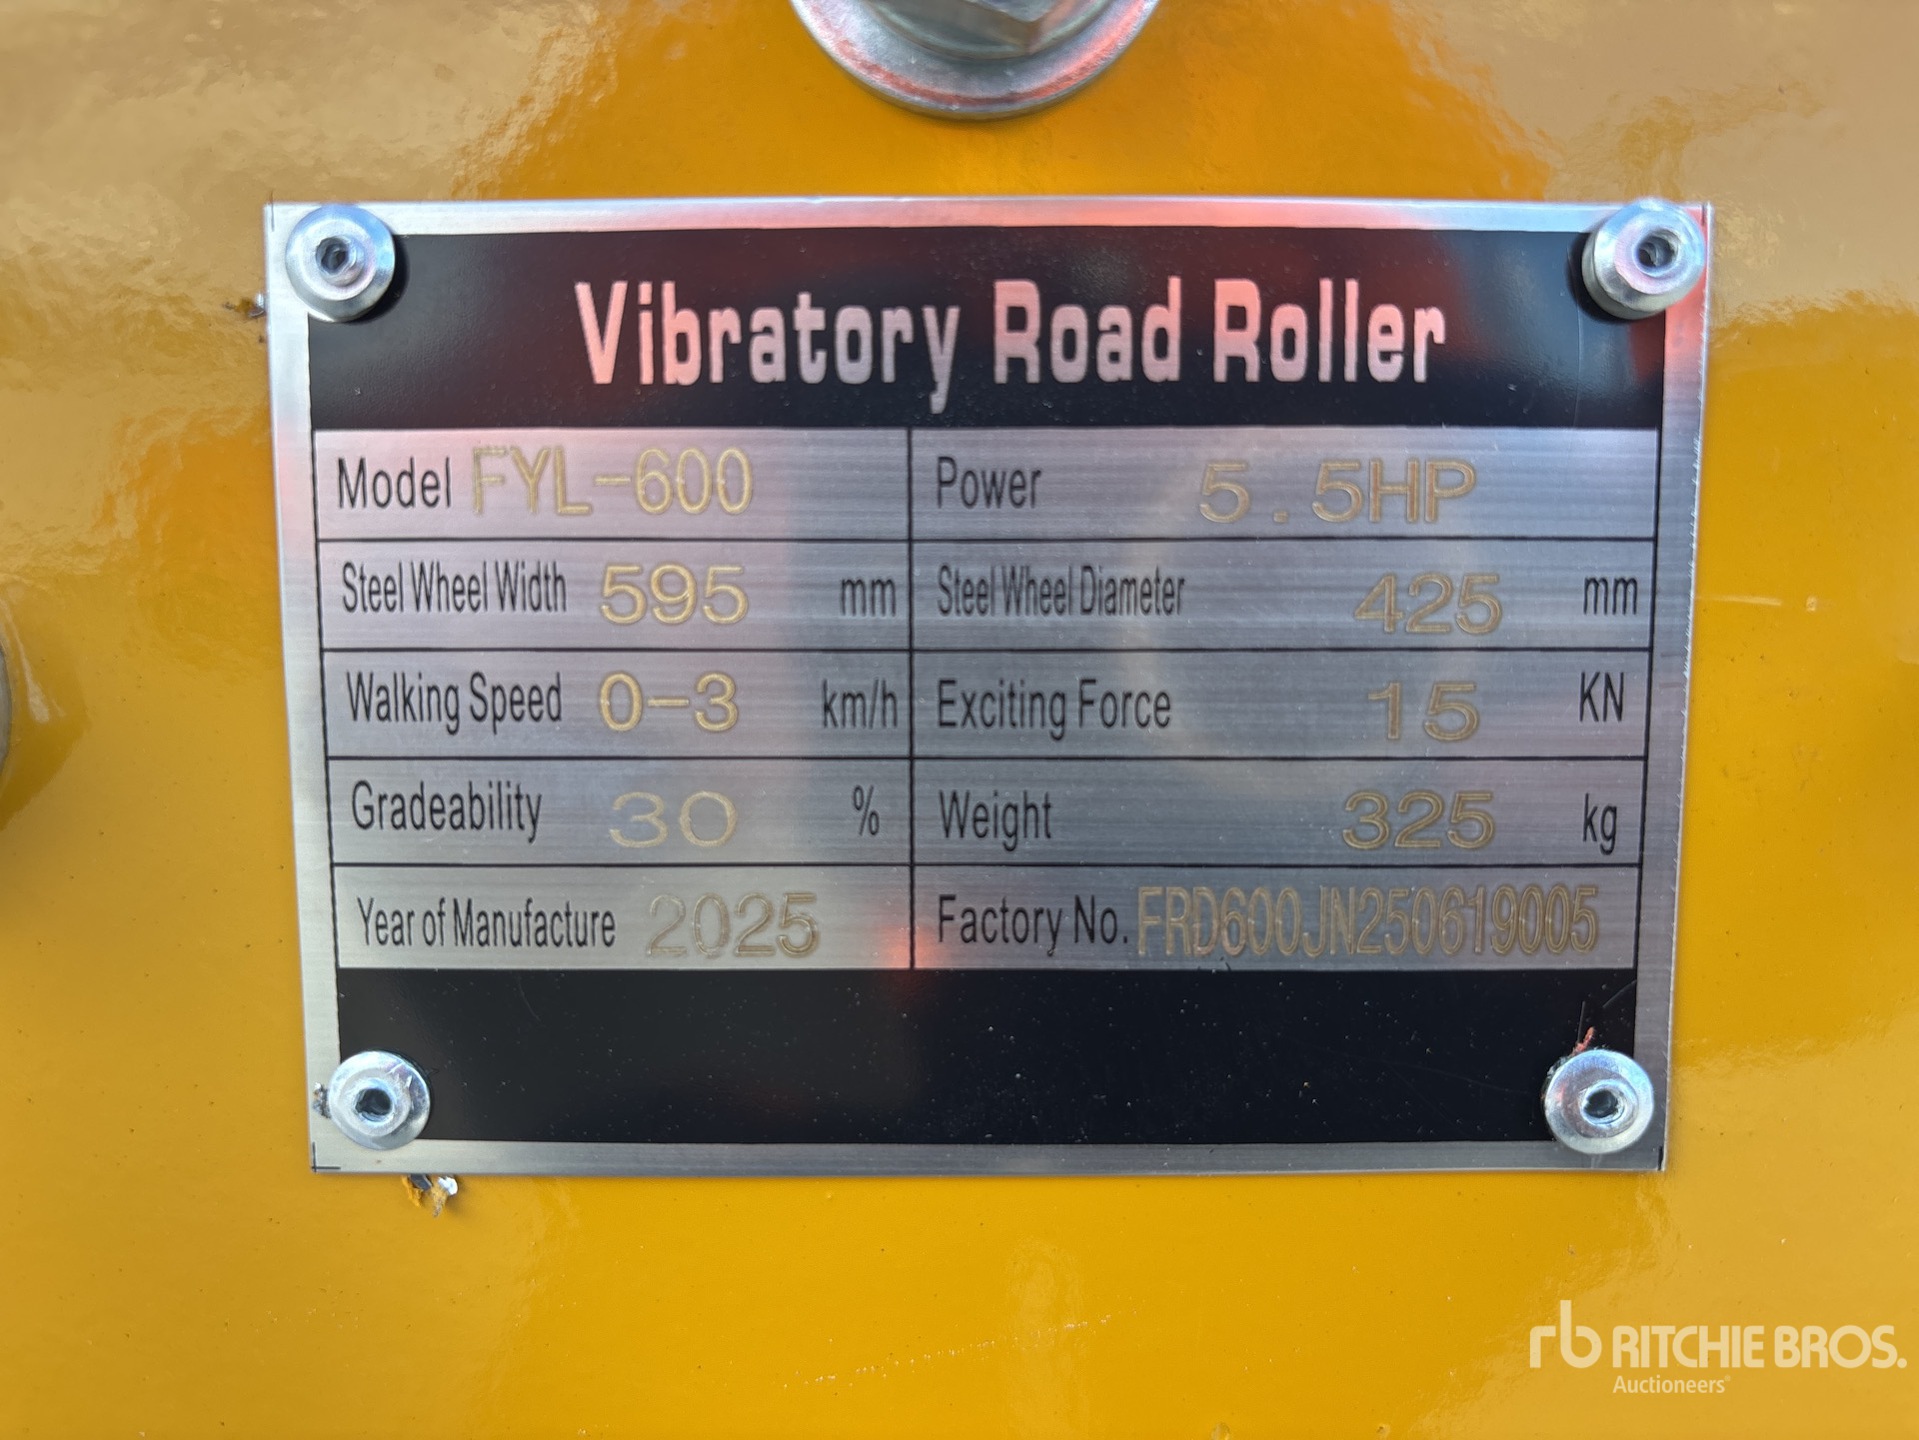 Vibratory Road Roller
Model FYL-600 Power 5.5HP
Steel Wheel Width 595 mm Steel Wheel Diameter 425 mm
Walking Speed 0-3 km/h Exciting Force 15 KN
Gradeability 30 % Weight 325 kg
Year of Manufacture 2025 Factory No. FRD600JN250619005
rb RITCHIE BROS.
Auctioneers